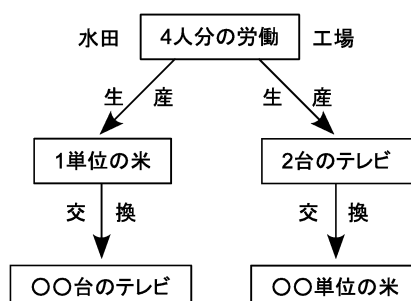 水田 4人分の労働 工場
生 産 生 産
1単位の米 2台のテレビ
交 換 交 換
○○台のテレビ ○○単位の米